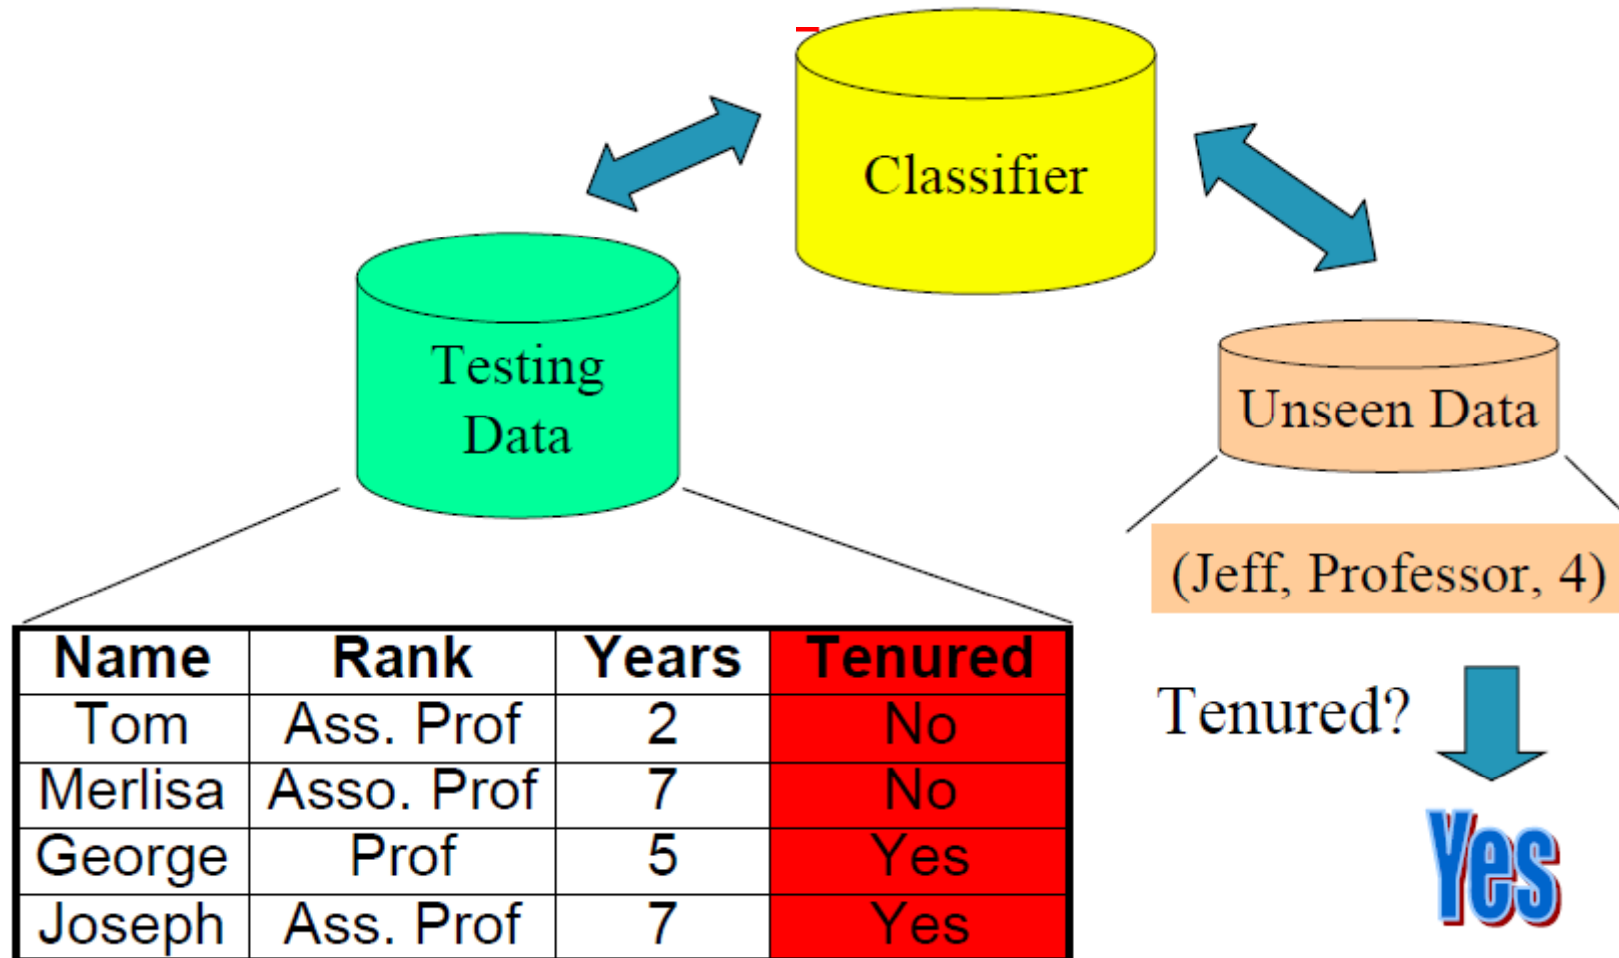 Classifier
Testing
Data
Unseen Data
(Jeff, Professor, 4)
Name Rank Years Tenured
Tom Ass. Prof 2 No
Merlisa Asso. Prof 7 No
George Prof 5 Yes
Joseph Ass. Prof 7 Yes
Tenured?
Yes